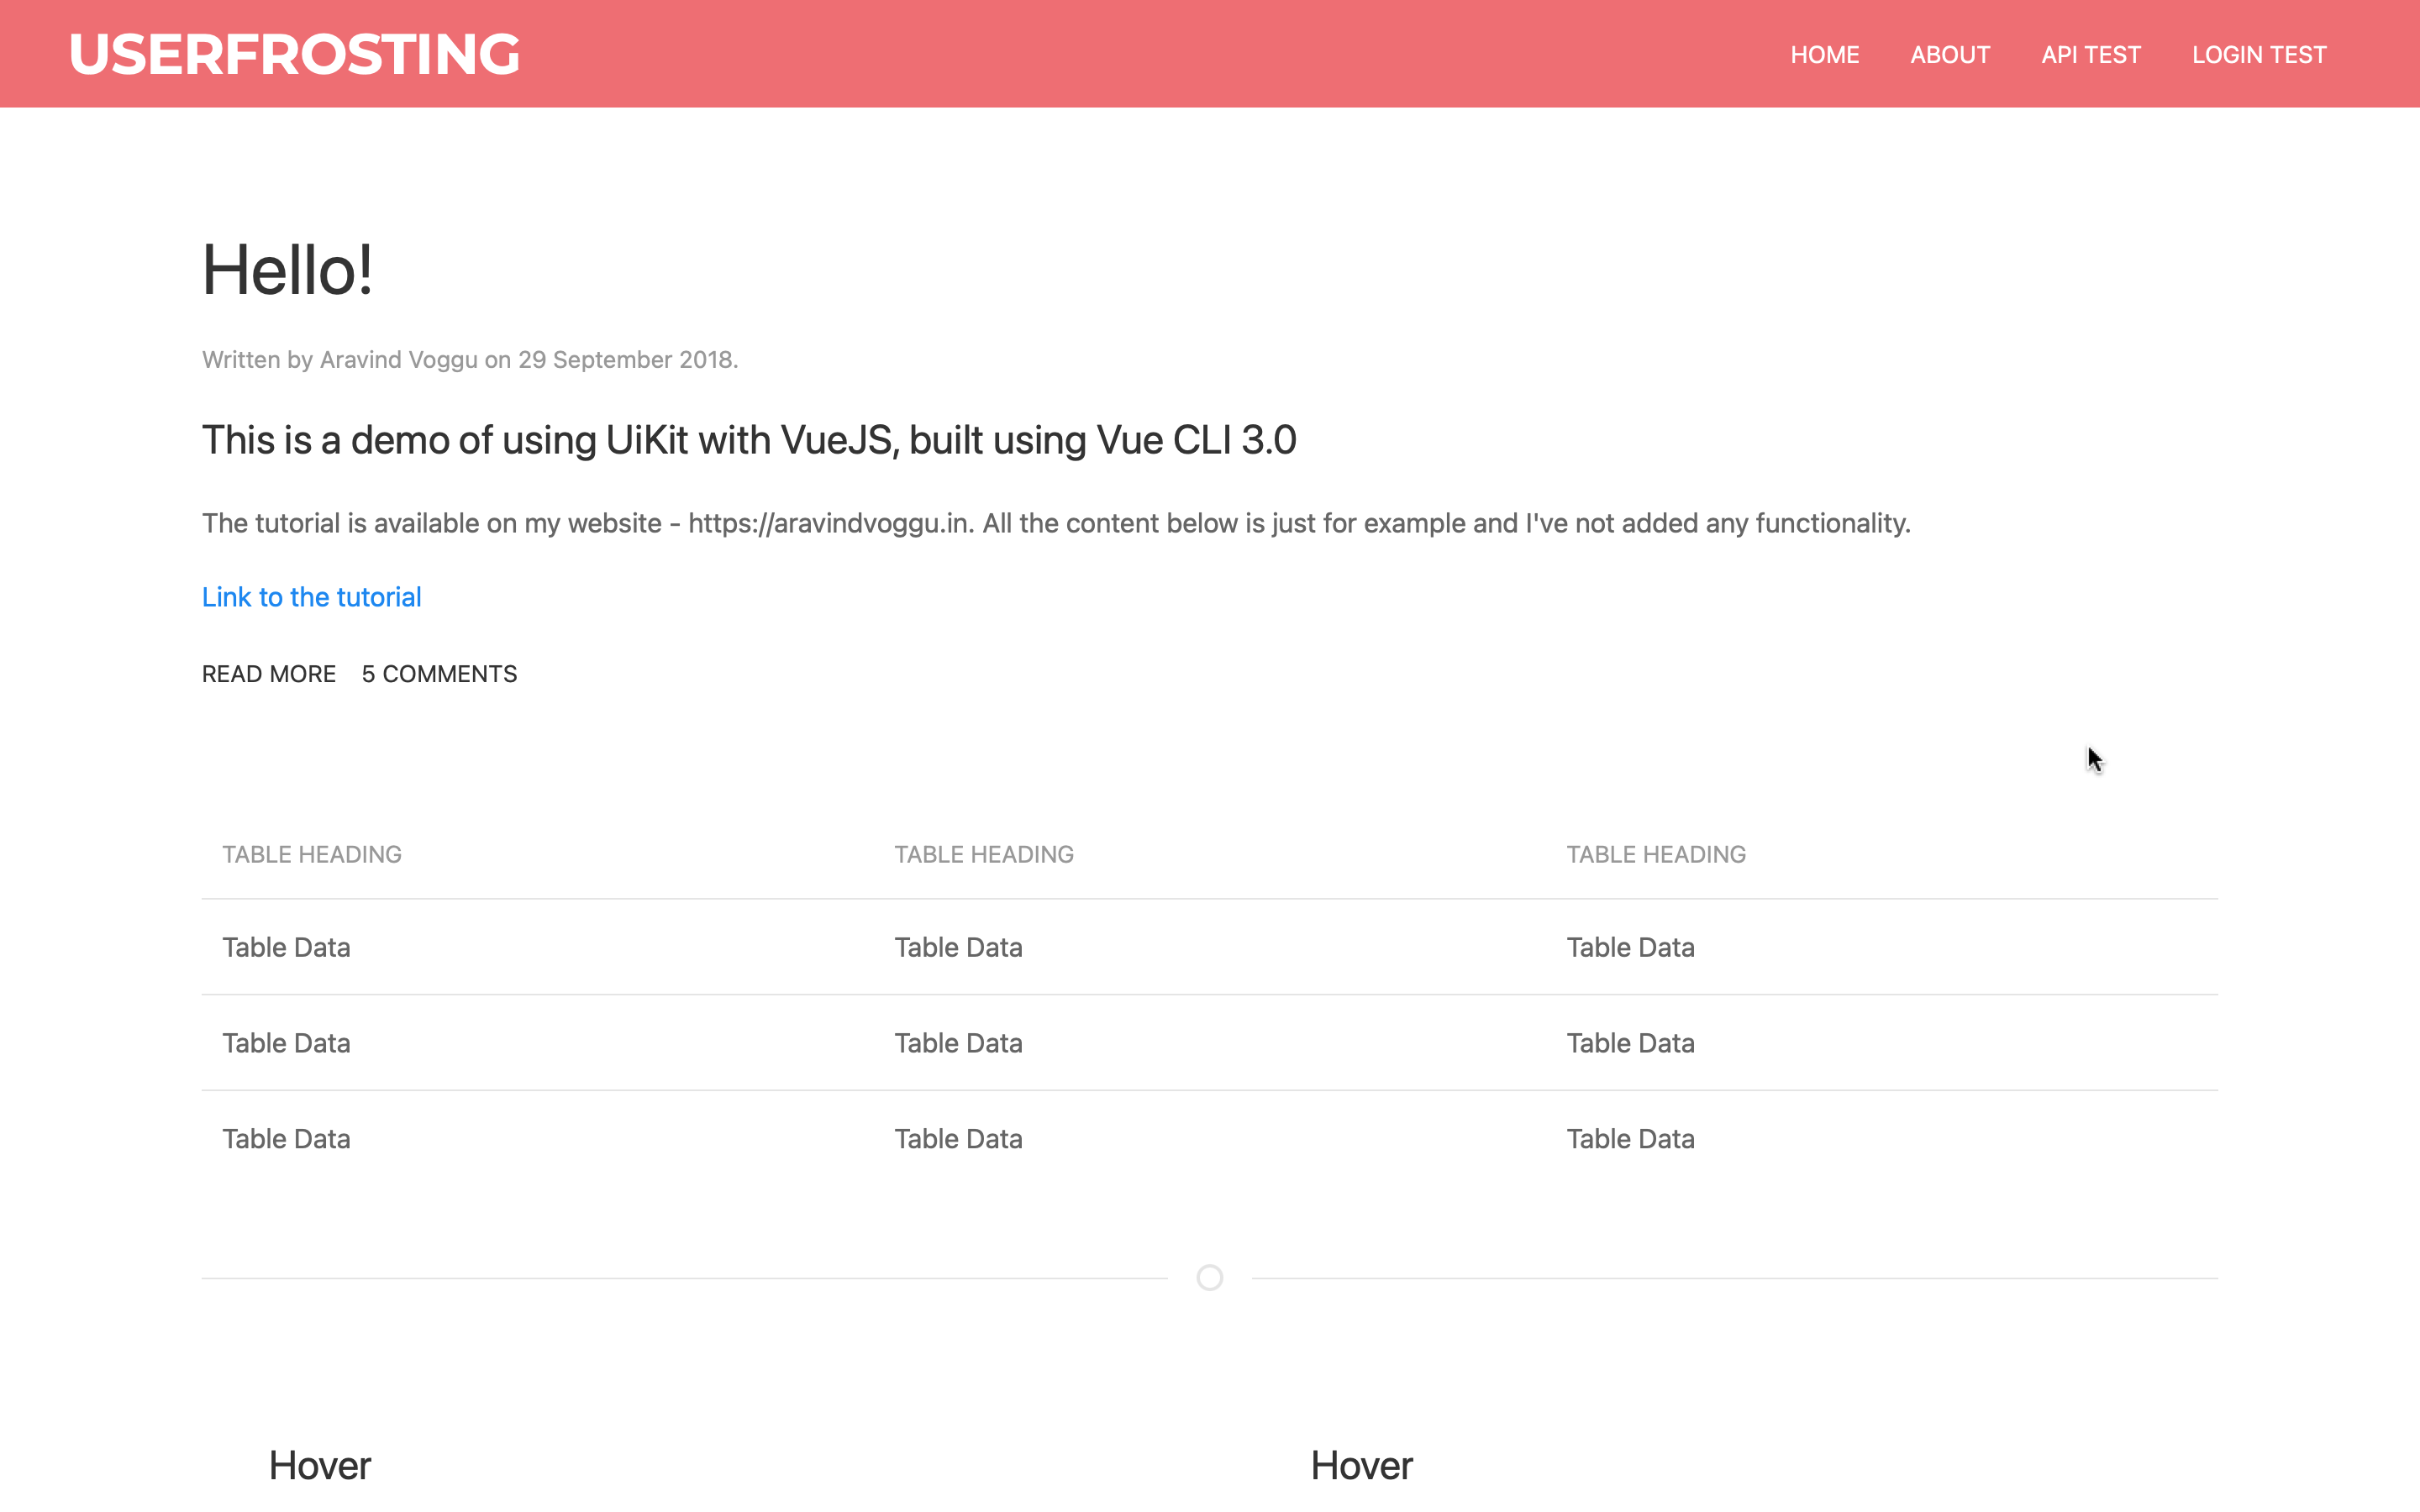 USERFROSTING
HOME ABOUT API TEST LOGIN TEST
Hello!
Written by Aravind Voggu on 29 September 2018.
This is a demo of using UiKit with VueJS, built using Vue CLI 3.0
The tutorial is available on my website - https://aravindvoggu.in. All the content below is just for example and I've not added any functionality.
Link to the tutorial
READ MORE 5 COMMENTS
TABLE HEADING TABLE HEADING TABLE HEADING
Table Data Table Data Table Data
Table Data Table Data Table Data
Table Data Table Data Table Data
Hover Hover